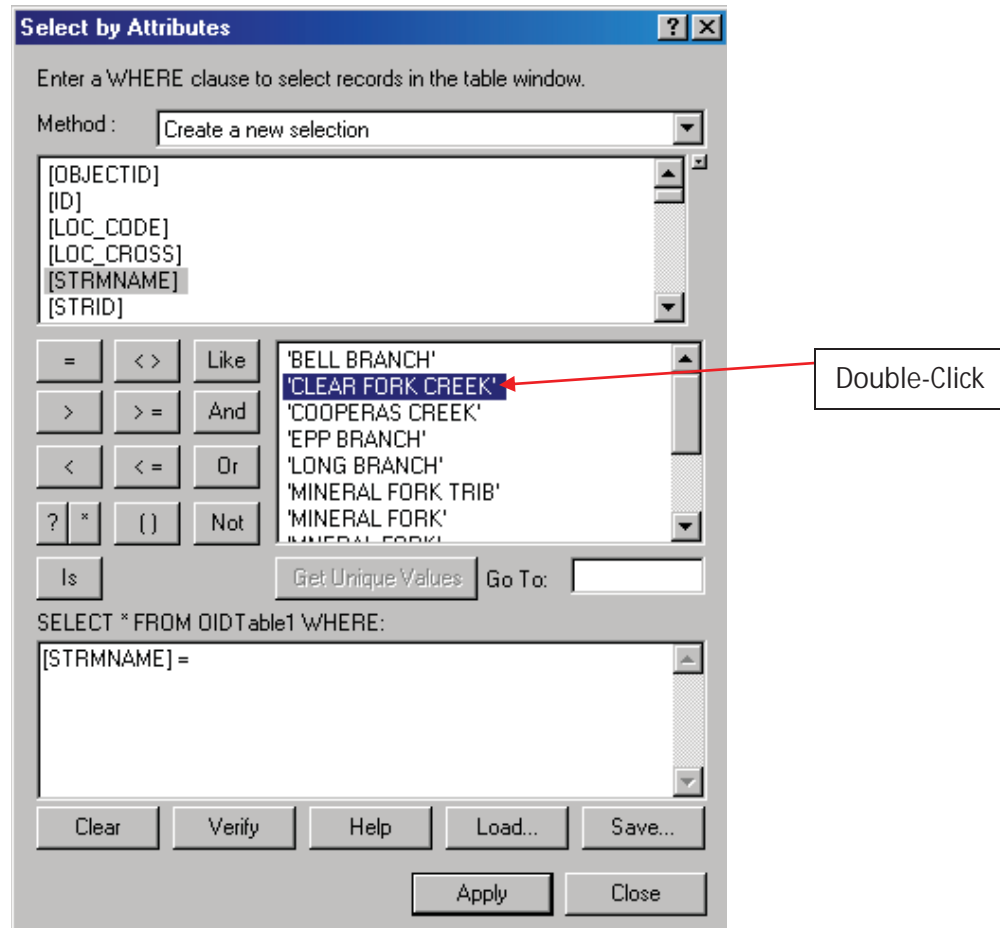 Select by Attributes
Enter a WHERE clause to select records in the table window.
Method : Create a new selection
[OBJECTID]
[ID]
[LOC_CODE]
[LOC_CROSS]
[STRMNAME]
[STRID]
= < > Like
> > = And
< < = Or
? * ( ) Not
Is
'BELL BRANCH'
'CLEAR FORK CREEK'
'COOPERAS CREEK'
'EPP BRANCH'
'LONG BRANCH'
'MINERAL FORK TRIB'
'MINERAL FORK'
Double-Click
Get Unique Values Go To:
SELECT * FROM OIDTable1 WHERE:
[STRMNAME] =
Clear Verify Help Load... Save...
Apply Close